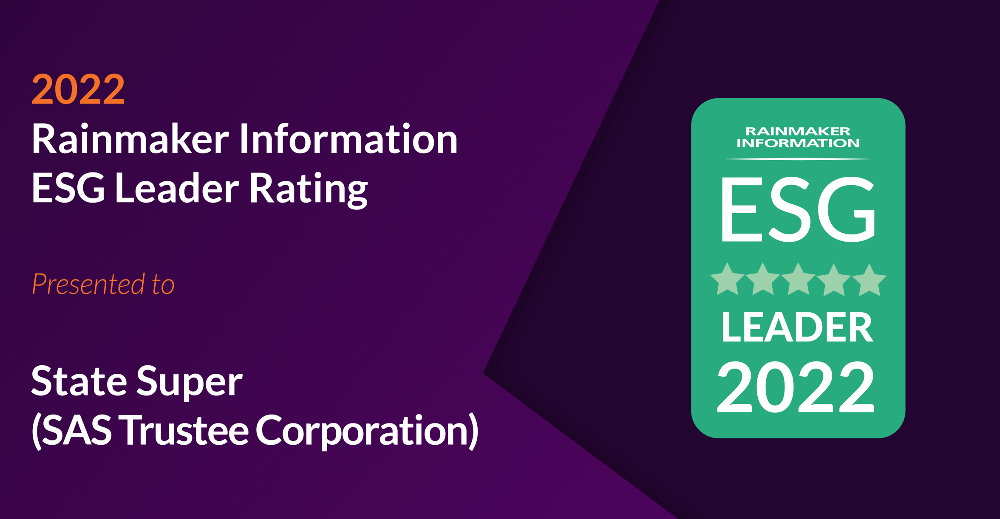 2022
Rainmaker Information
ESG Leader Rating
Presented to
State Super
(SAS Trustee Corporation)
RAINMAKER
INFORMATION
ESG
LEADER
2022